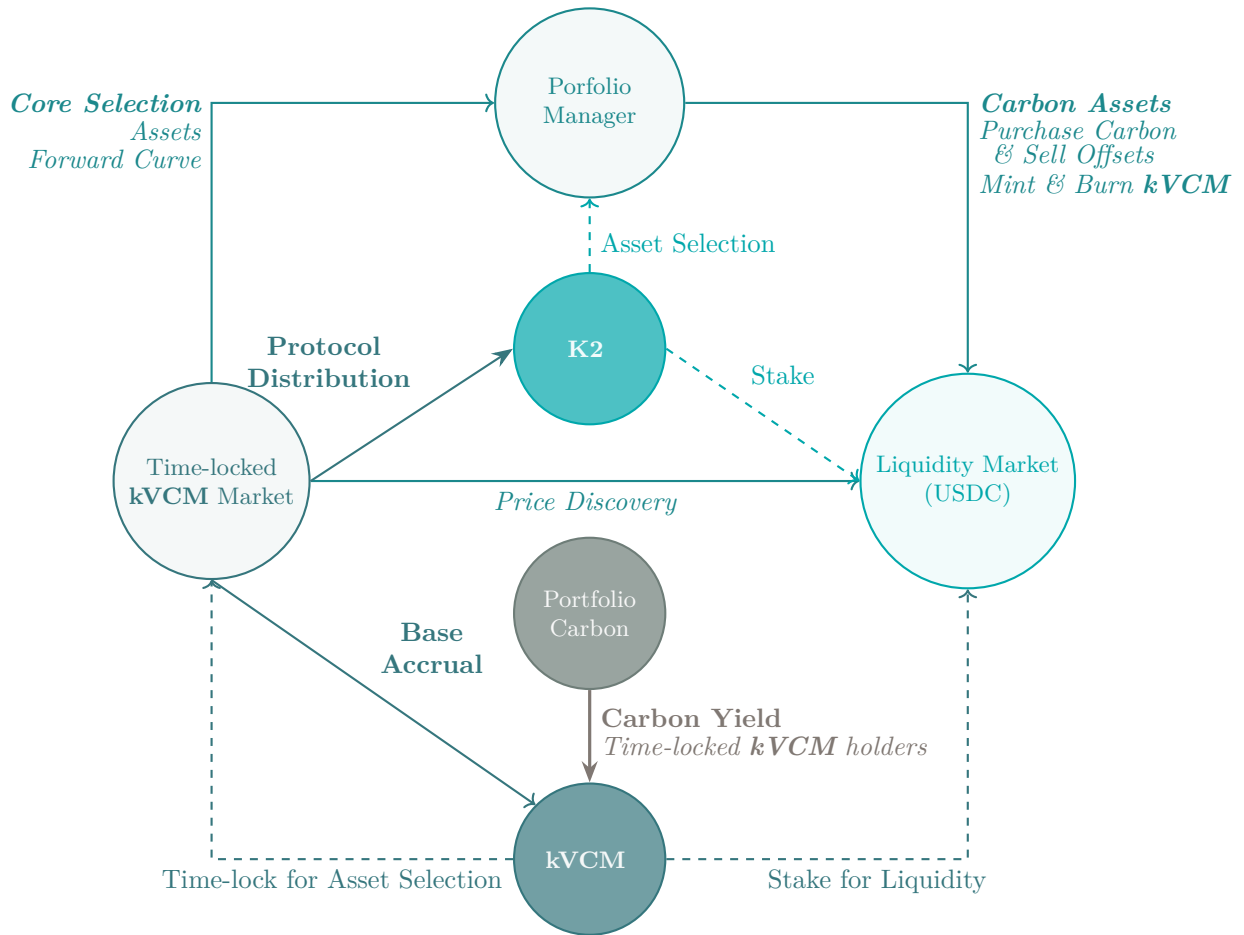 Porfolio
Manager
Core Selection
Assets
Forward Curve
Carbon Assets
Purchase Carbon
& Sell Offsets
Mint & Burn kVCM
Asset Selection
K2
Protocol
Distribution
Stake
Time-locked
kVCM Market
Liquidity Market
(USDC)
Price Discovery
Portfolio
Carbon
Base
Accrual
Carbon Yield
Time-locked kVCM holders
kVCM
Time-lock for Asset Selection
Stake for Liquidity